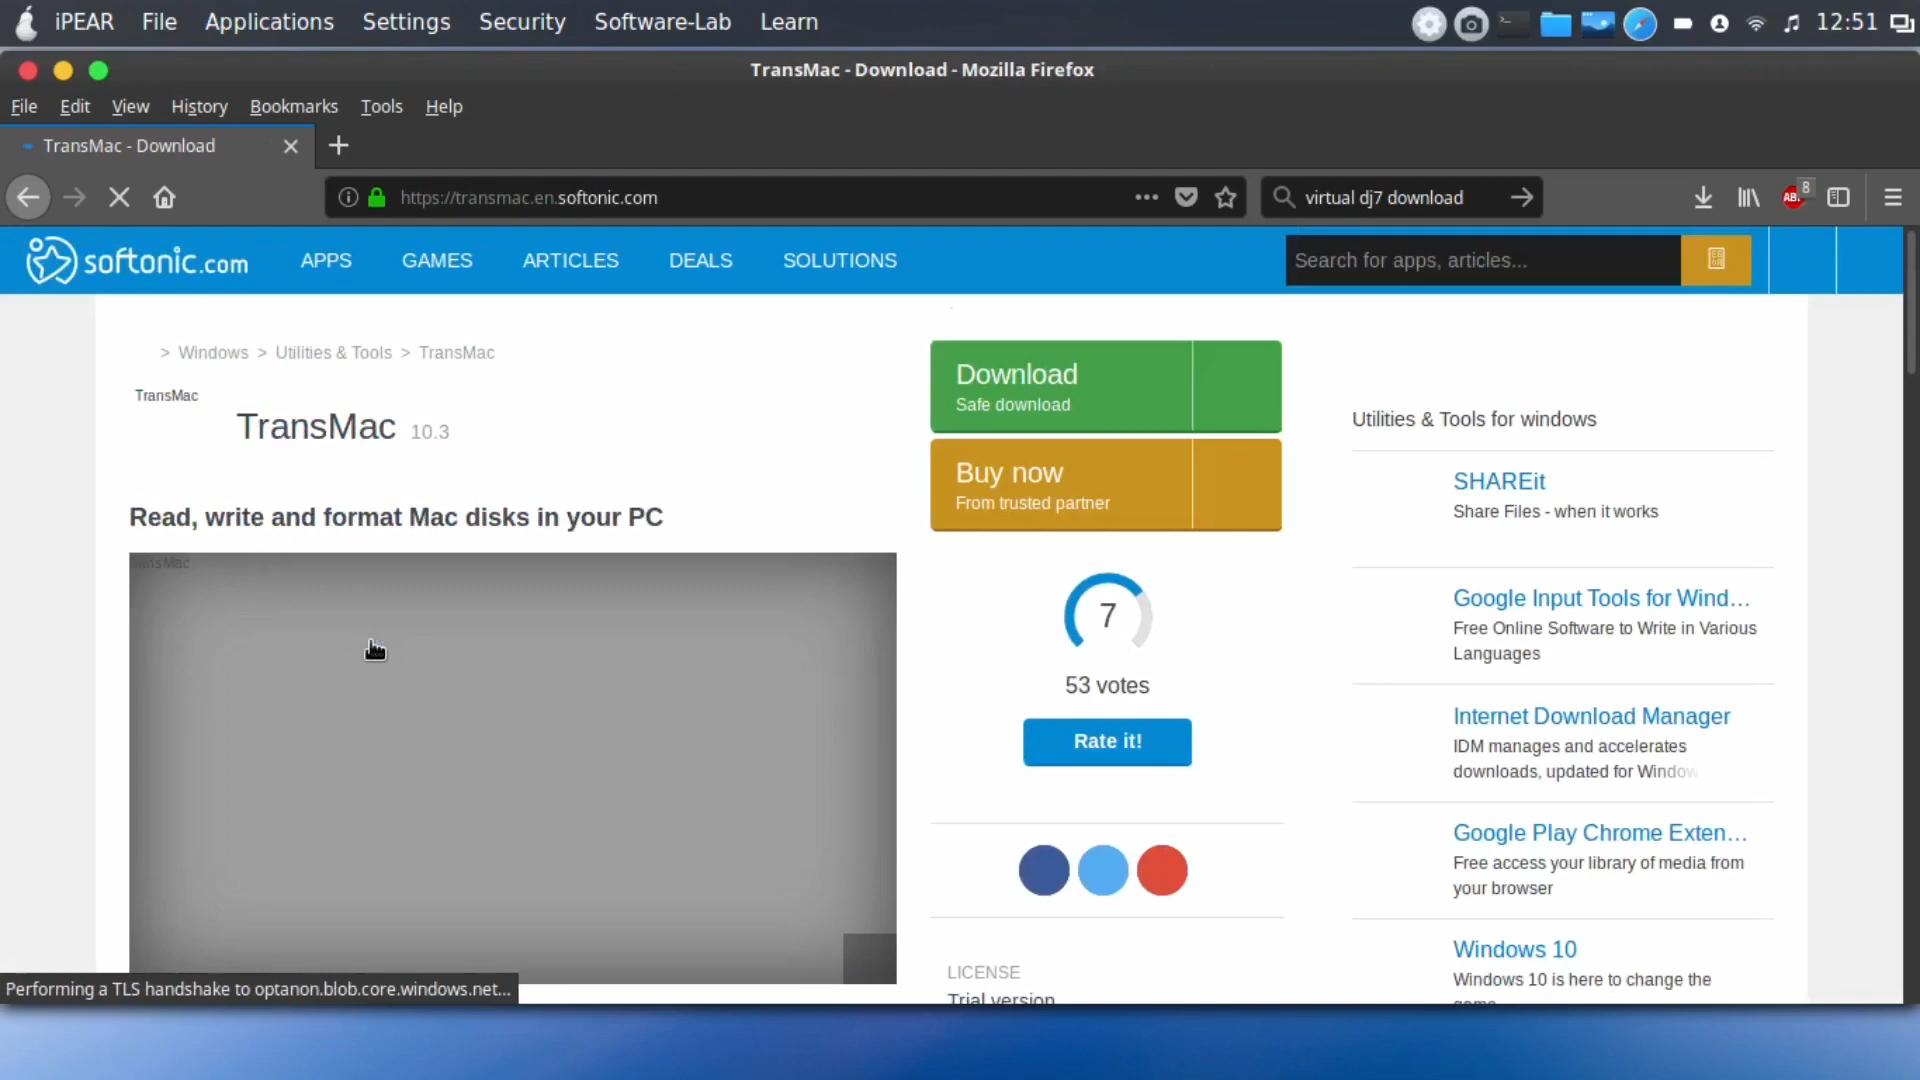 iPEAR File Applications Settings Security Software-Lab Learn 12:51
TransMac - Download - Mozilla Firefox
File Edit View History Bookmarks Tools Help
TransMac - Download
https://transmac.en.softonic.com
virtual dj7 download
8
softonic.com APPS GAMES ARTICLES DEALS SOLUTIONS
Search for apps, articles...
> Windows > Utilities & Tools > TransMac
TransMac
TransMac 10.3
Read, write and format Mac disks in your PC
TransMac
Download
Safe download
Buy now
From trusted partner
7
53 votes
Rate it!
LICENSE
Trial version
Utilities & Tools for windows
SHAREit
Share Files - when it works
Google Input Tools for Wind...
Free Online Software to Write in Various
Languages
Internet Download Manager
IDM manages and accelerates
downloads, updated for Window
Google Play Chrome Exten...
Free access your library of media from
your browser
Windows 10
Windows 10 is here to change the
Performing a TLS handshake to optanon.blob.core.windows.net...